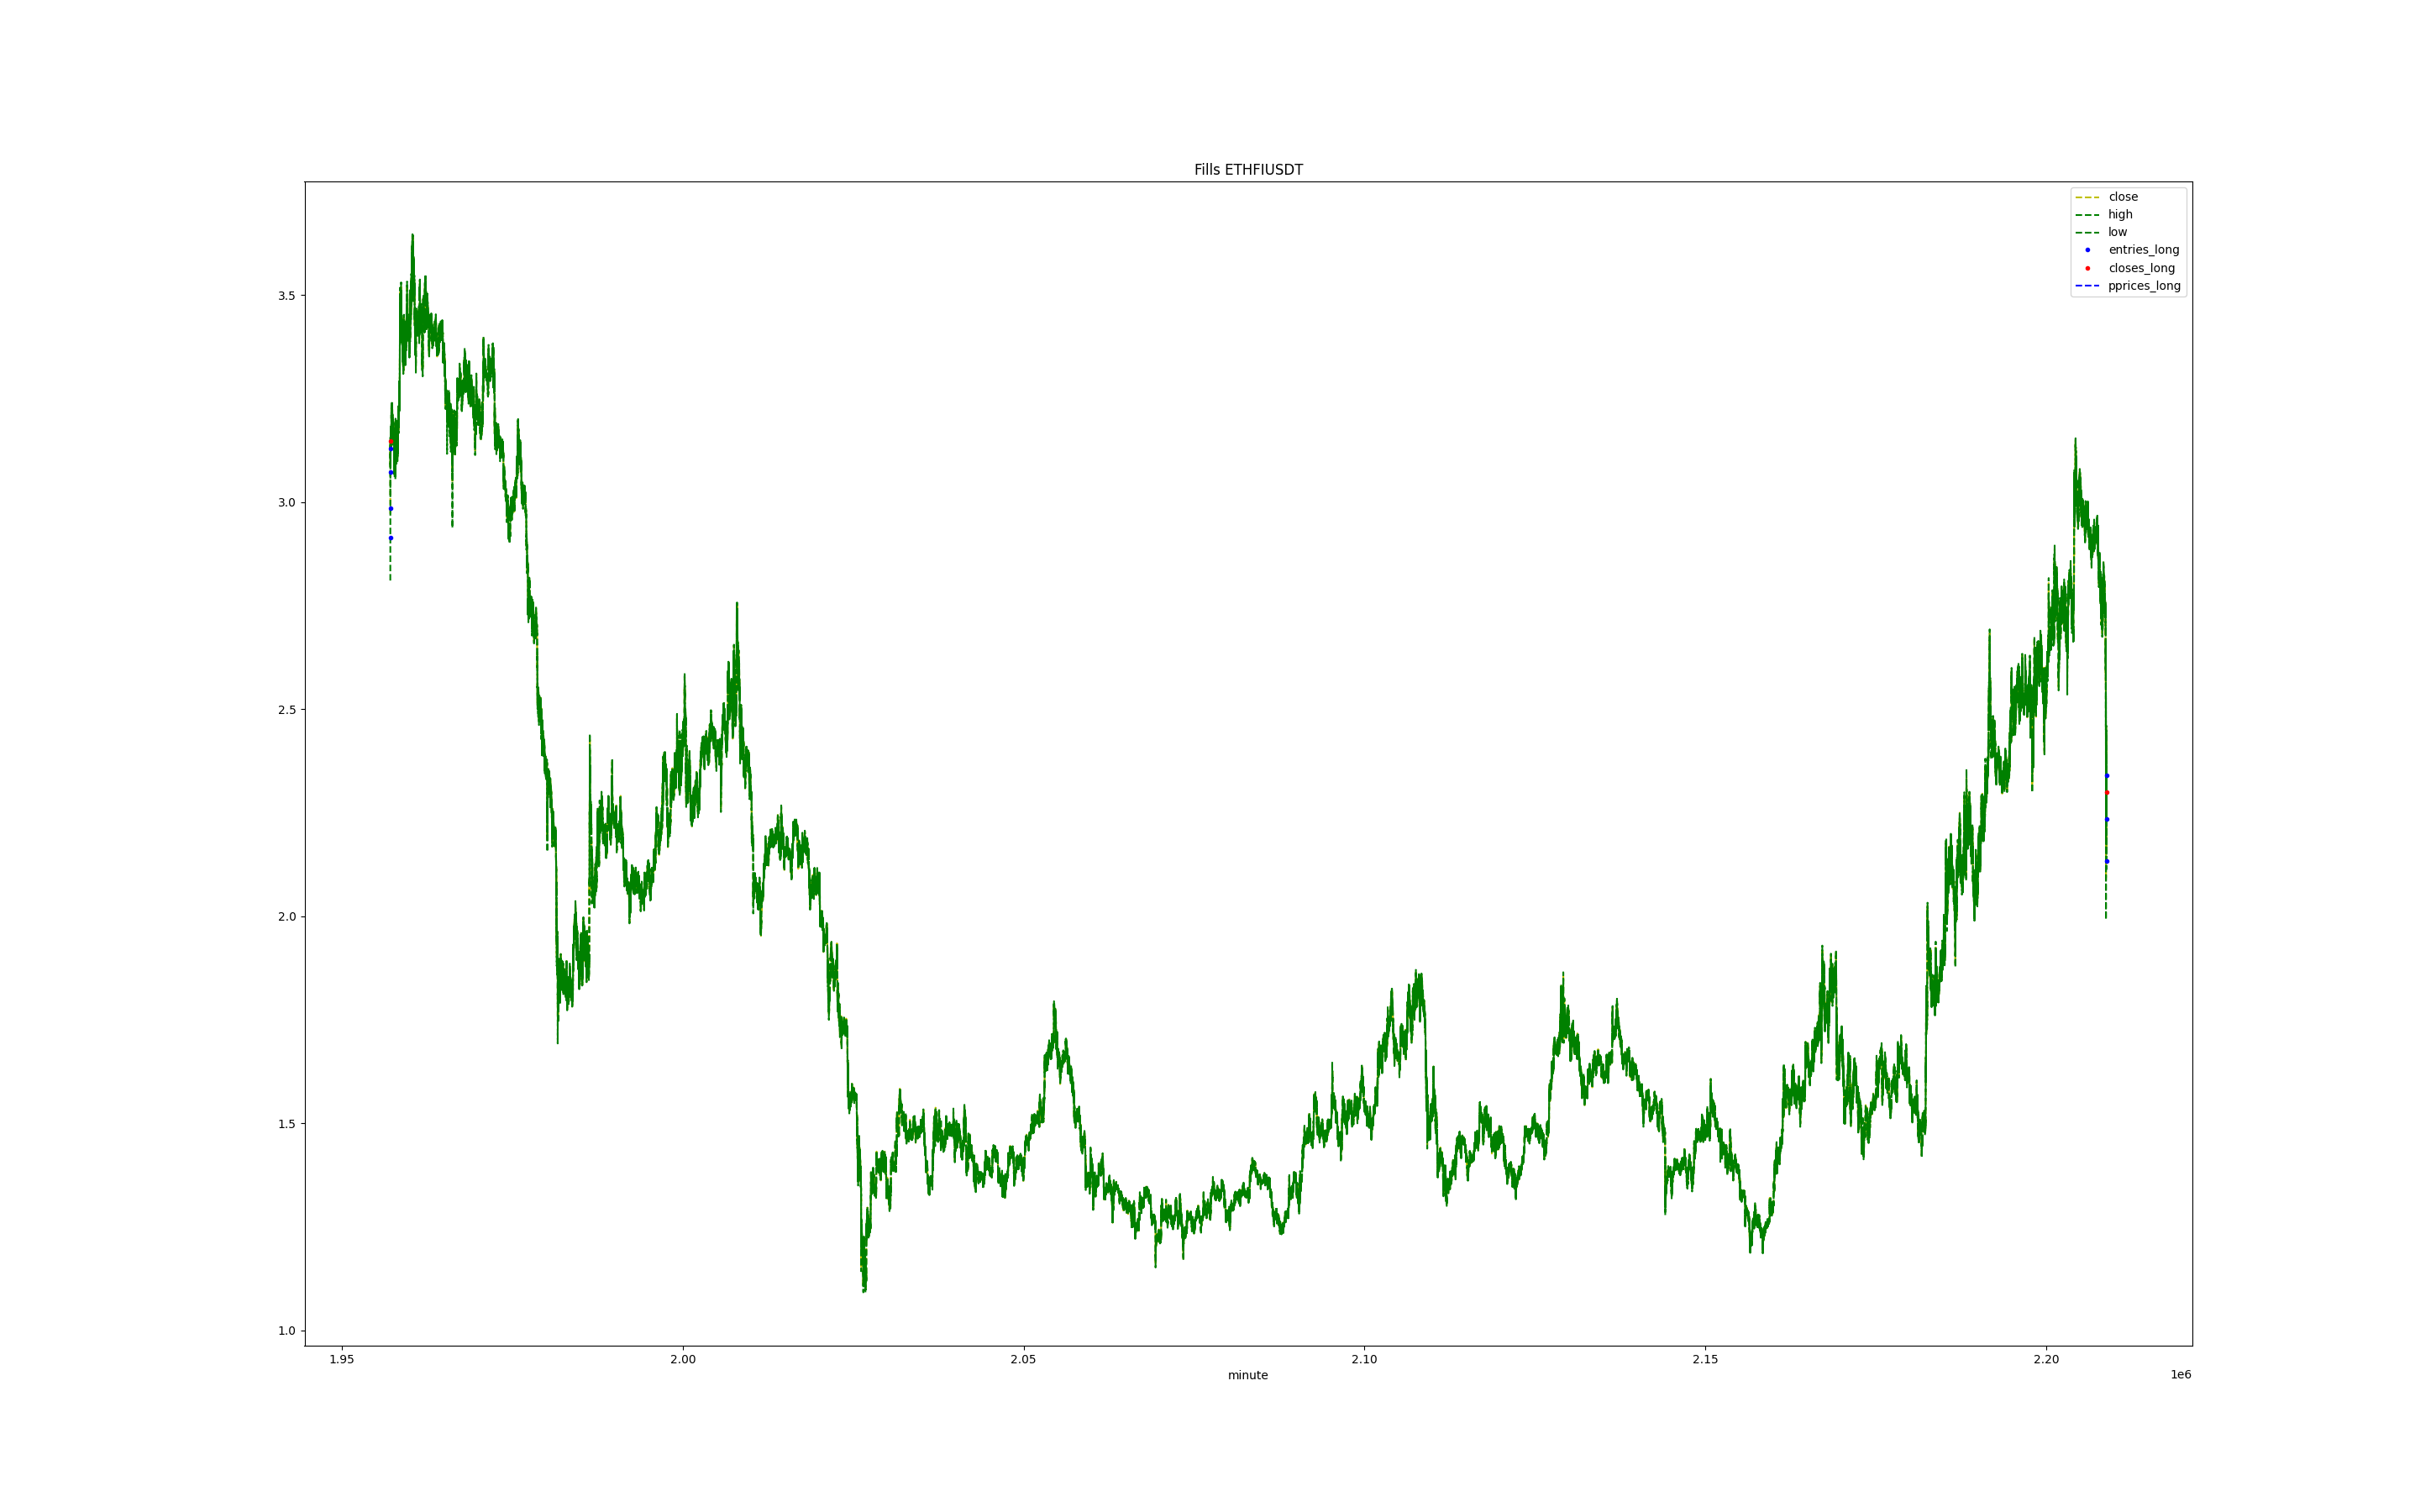 Fills ETHFIUSDT
close
high
low
entries_long
closes_long
pprices_long
3.5
3.0
2.5
2.0
1.5
1.0
1.95 2.00 2.05 2.10 2.15 2.20
minute
1e6